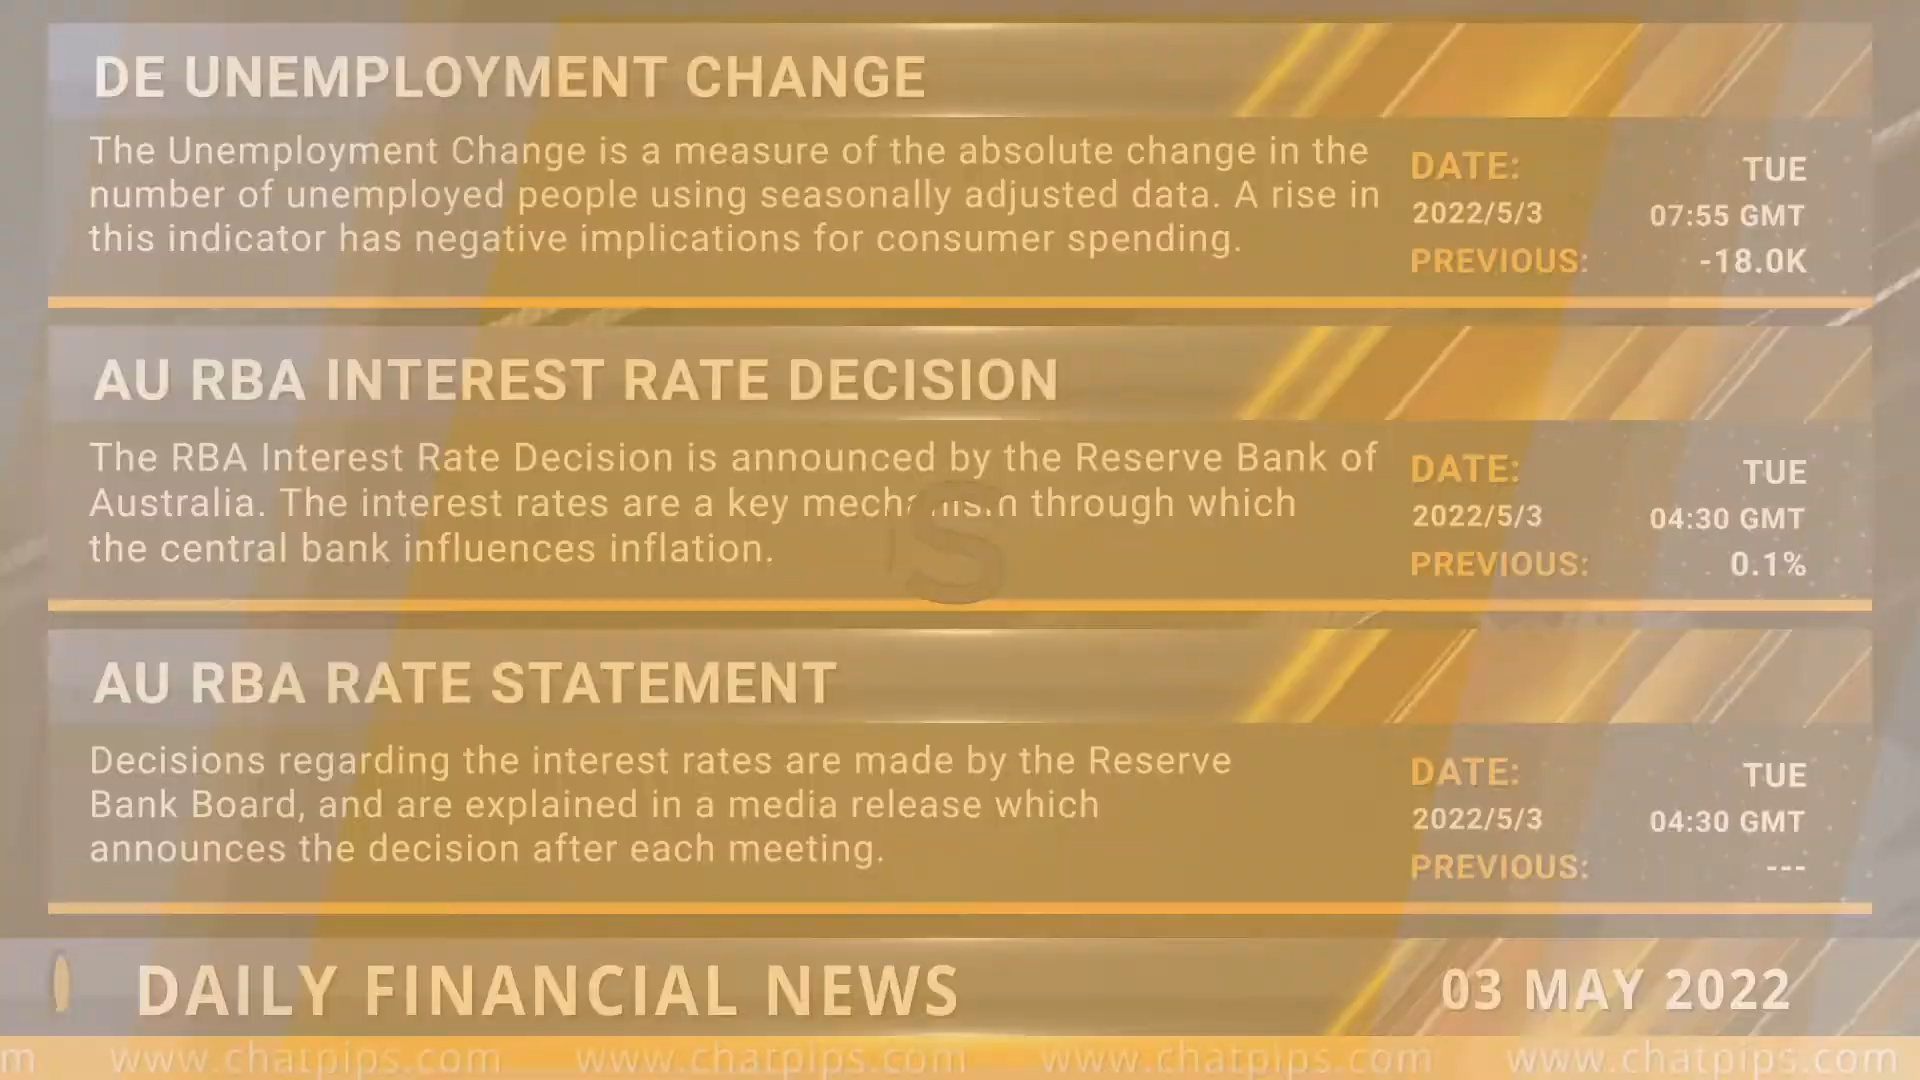 DE UNEMPLOYMENT CHANGE
The Unemployment Change is a measure of the absolute change in the
number of unemployed people using seasonally adjusted data. A rise in
this indicator has negative implications for consumer spending.
DATE: TUE
2022/5/3 07:55 GMT
PREVIOUS: -18.0K
AU RBA INTEREST RATE DECISION
The RBA Interest Rate Decision is announced by the Reserve Bank of
Australia. The interest rates are a key mechanism through which
the central bank influences inflation.
DATE: TUE
2022/5/3 04:30 GMT
PREVIOUS: 0.1%
S
AU RBA RATE STATEMENT
Decisions regarding the interest rates are made by the Reserve
Bank Board, and are explained in a media release which
announces the decision after each meeting.
DATE: TUE
2022/5/3 04:30 GMT
PREVIOUS: ---
DAILY FINANCIAL NEWS 03 MAY 2022
m www.chatpips.com www.chatpips.com www.chatpips.com www.chatpips.com